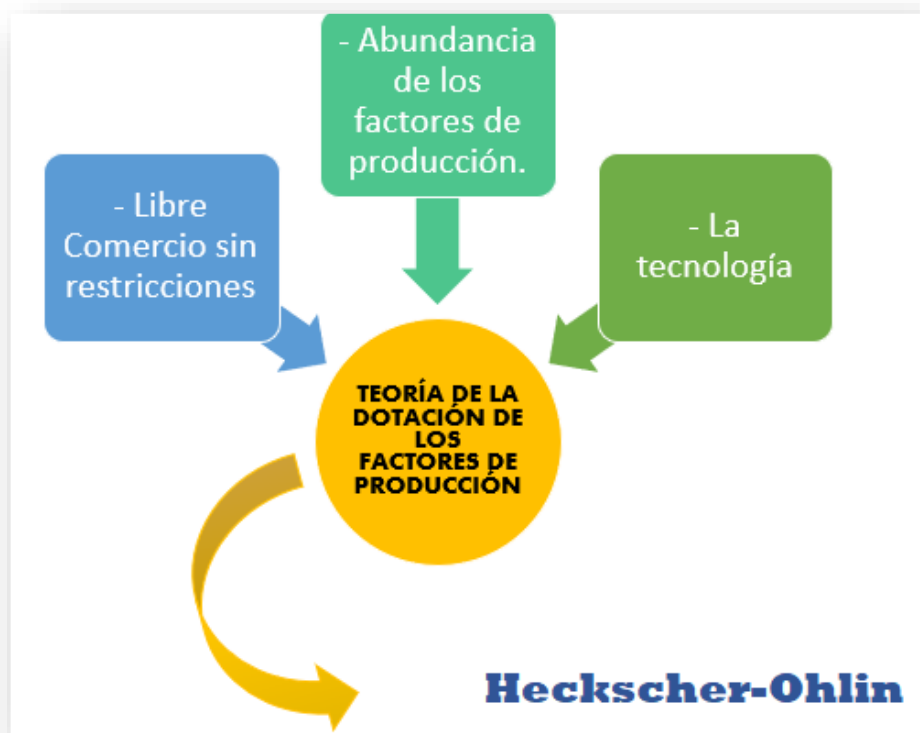 - Abundancia
de los
factores de
producción.
- Libre
Comercio sin
restricciones
- La
tecnología
TEORÍA DE LA
DOTACIÓN DE
LOS
FACTORES DE
PRODUCCIÓN
Heckscher-Ohlin